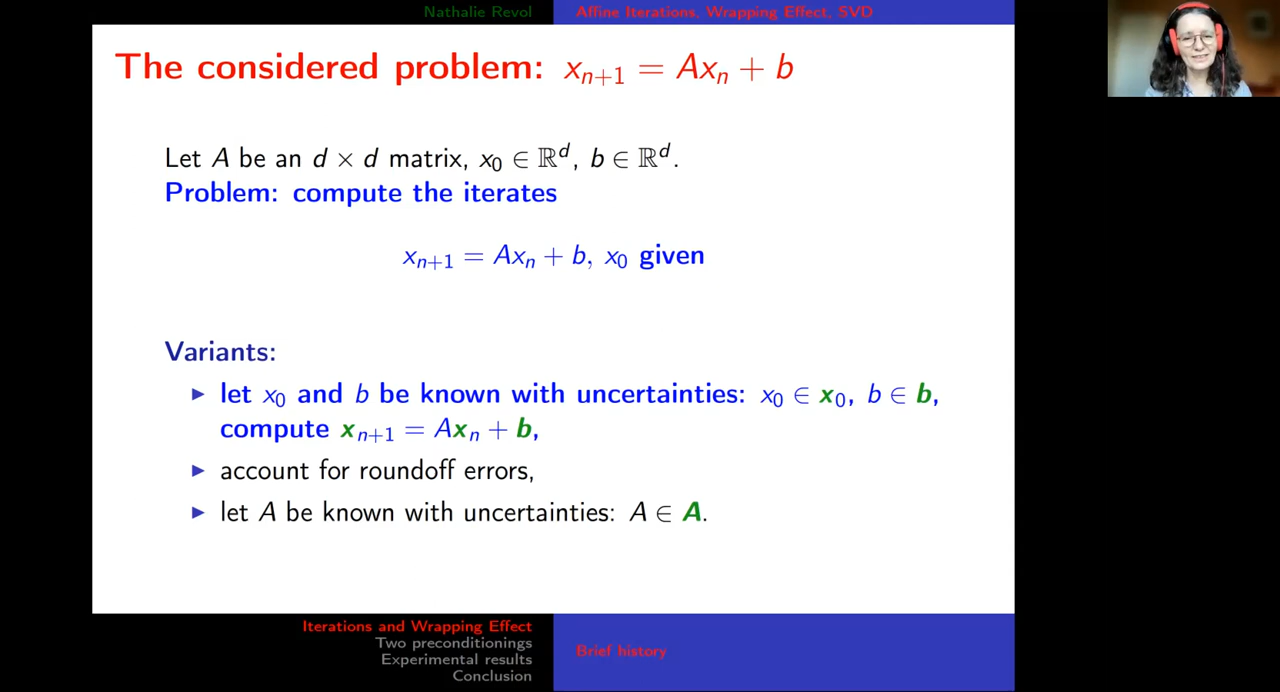 Nathalie Revol
Affine Iterations, Wrapping Effect, SVD
The considered problem: xₙ₊₁ = Axₙ + b
Let A be an d × d matrix, x₀ ∈ ℝᵈ, b ∈ ℝᵈ.
Problem: compute the iterates
xₙ₊₁ = Axₙ + b, x₀ given
Variants:
▶ let x₀ and b be known with uncertainties: x₀ ∈ x₀, b ∈ b,
compute xₙ₊₁ = Axₙ + b,
▶ account for roundoff errors,
▶ let A be known with uncertainties: A ∈ A.
Iterations and Wrapping Effect
Two preconditionings
Experimental results
Conclusion
Brief history